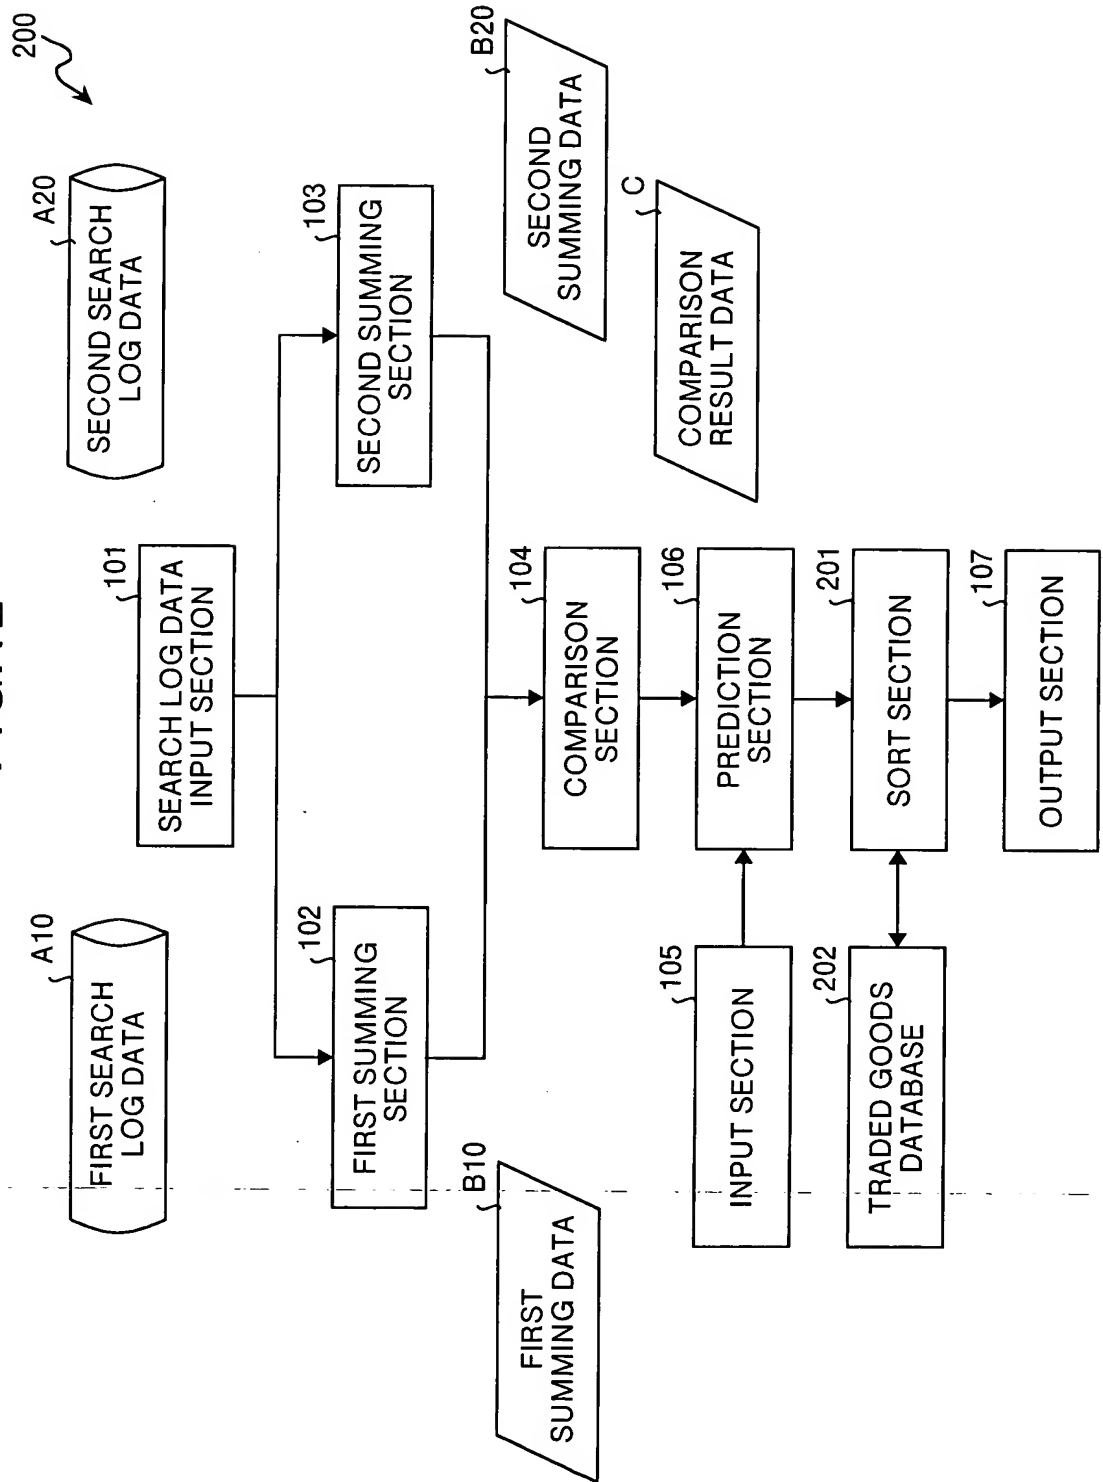 200
A10
FIRST SEARCH
LOG DATA
A20
SECOND SEARCH
LOG DATA
101
SEARCH LOG DATA
INPUT SECTION
102
FIRST SUMMING
SECTION
103
SECOND SUMMING
SECTION
B10
FIRST
SUMMING DATA
B20
SECOND
SUMMING DATA
104
COMPARISON
SECTION
C
COMPARISON
RESULT DATA
105
INPUT SECTION
106
PREDICTION
SECTION
202
TRADED GOODS
DATABASE
201
SORT SECTION
107
OUTPUT SECTION